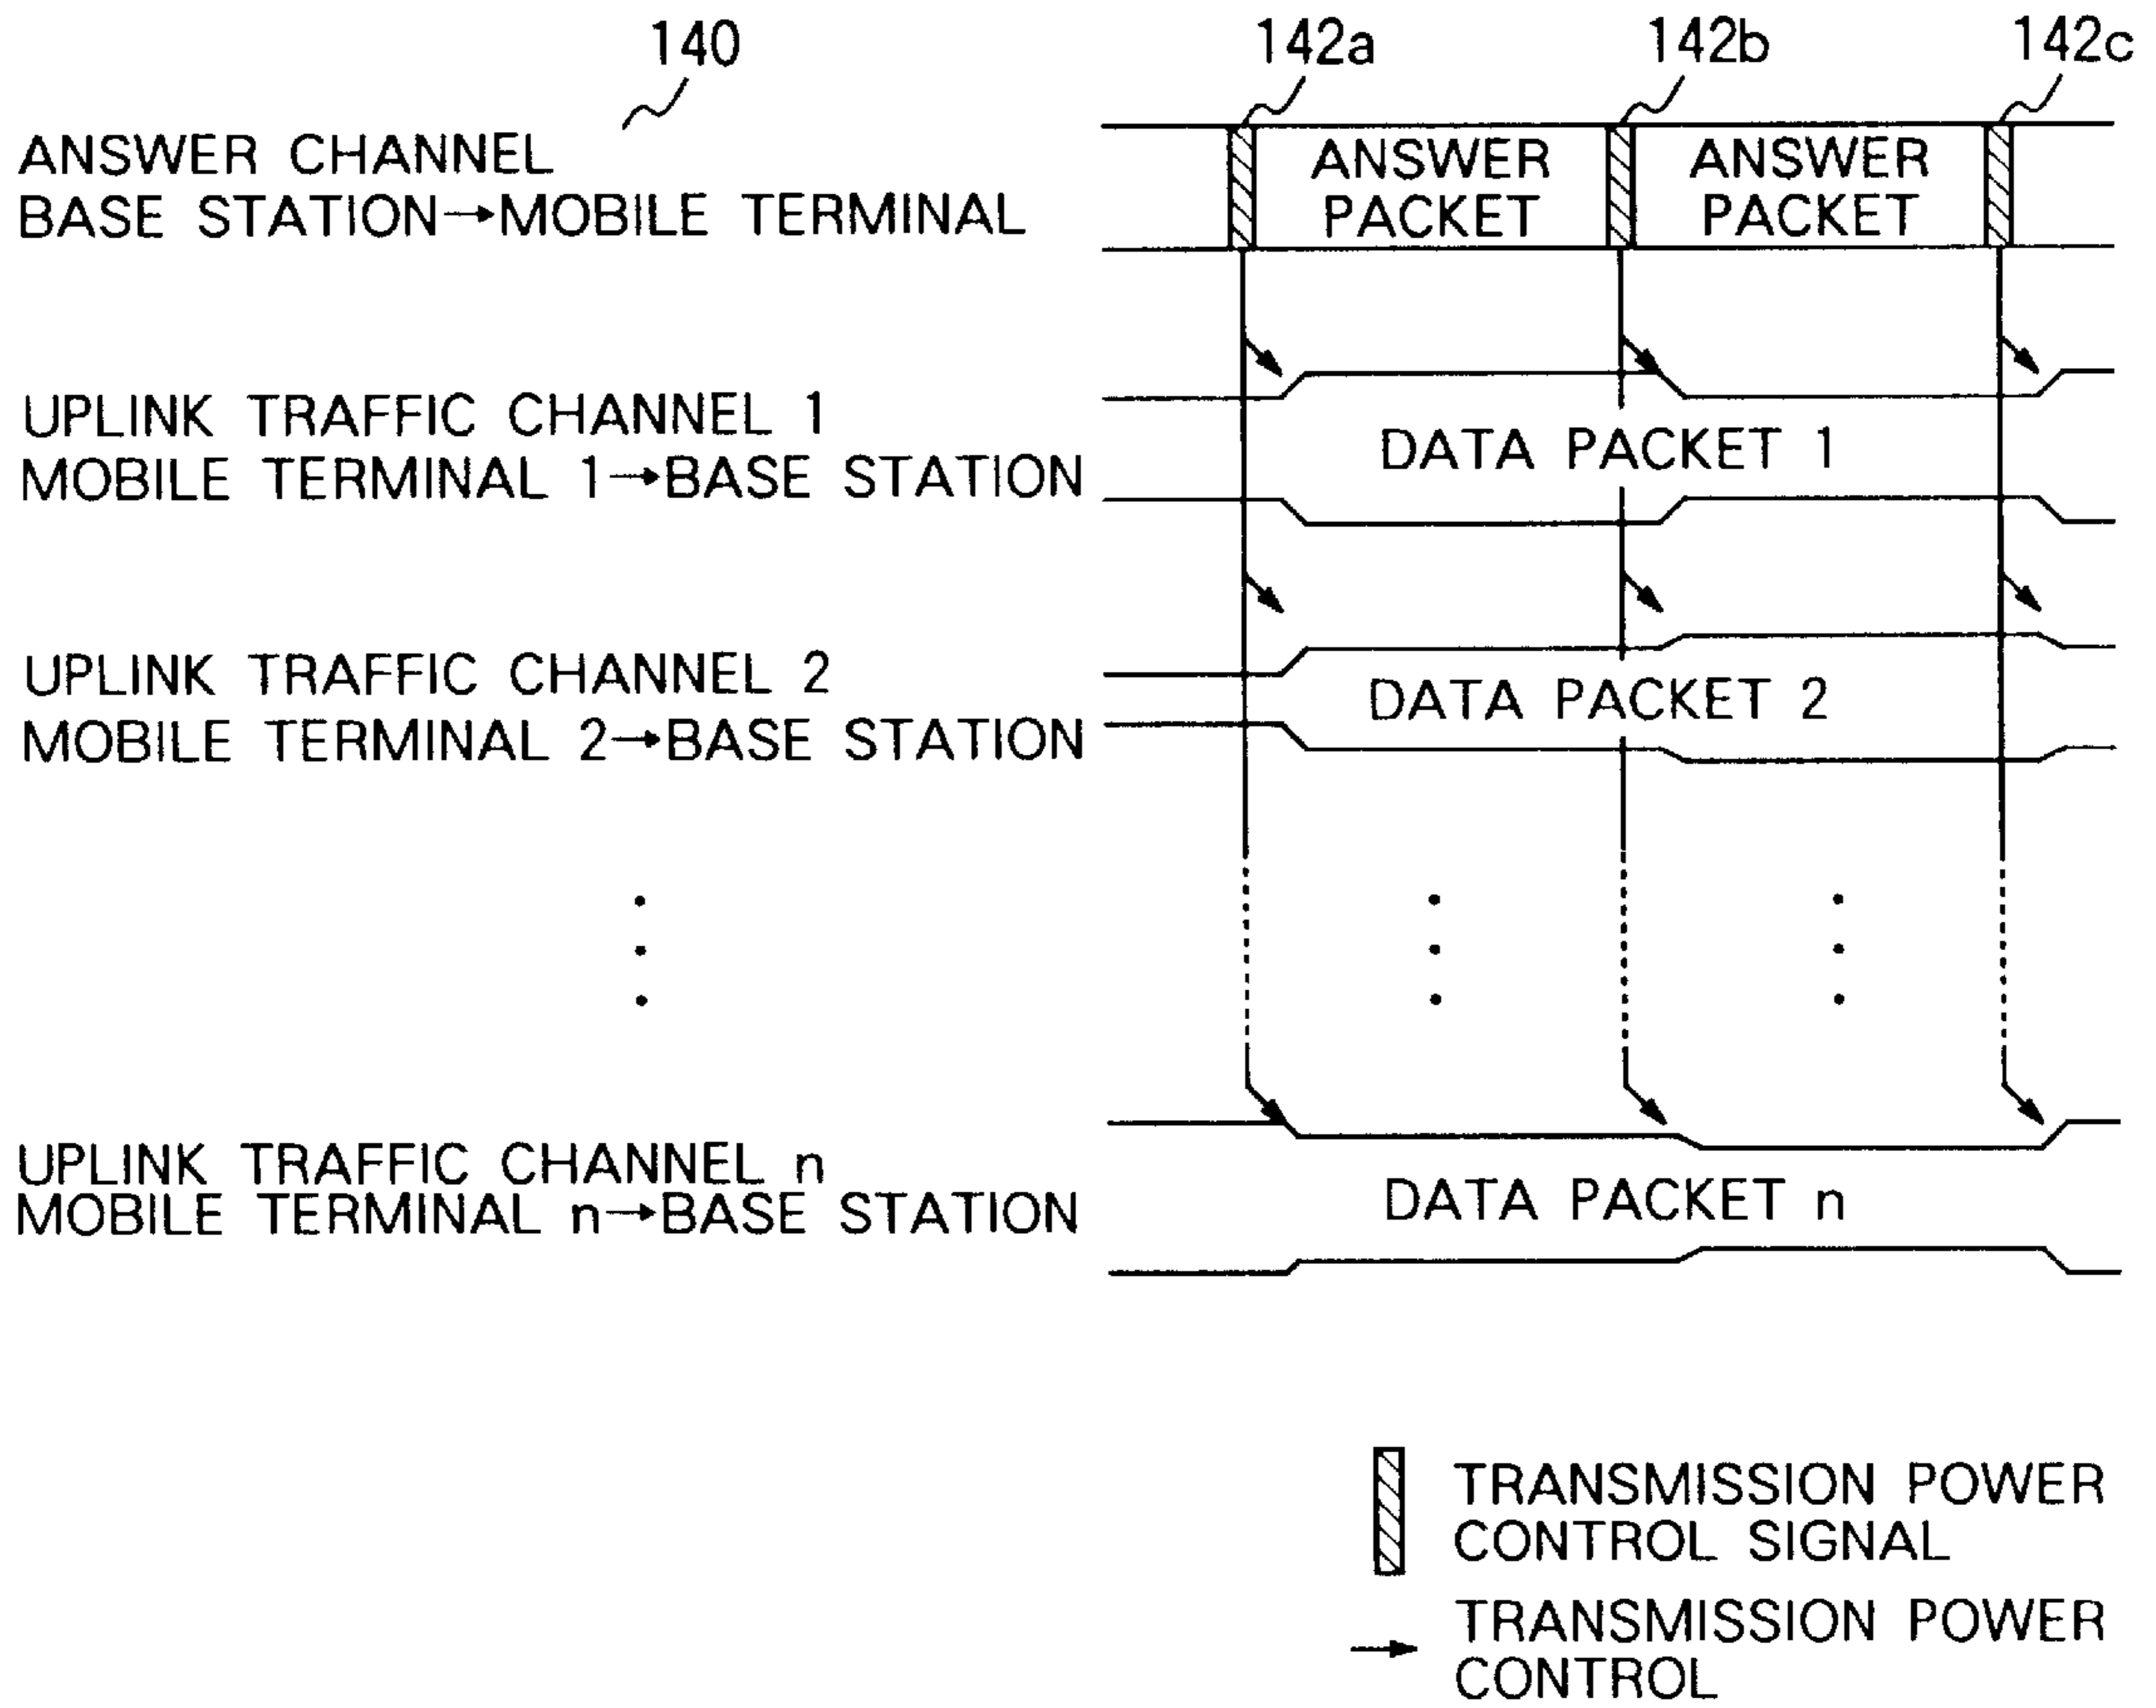 140
142a
142b
142c
ANSWER CHANNEL
BASE STATION→MOBILE TERMINAL
ANSWER
PACKET
ANSWER
PACKET
UPLINK TRAFFIC CHANNEL 1
MOBILE TERMINAL 1→BASE STATION
DATA PACKET 1
UPLINK TRAFFIC CHANNEL 2
MOBILE TERMINAL 2→BASE STATION
DATA PACKET 2
UPLINK TRAFFIC CHANNEL n
MOBILE TERMINAL n→BASE STATION
DATA PACKET n
TRANSMISSION POWER
CONTROL SIGNAL
TRANSMISSION POWER
CONTROL